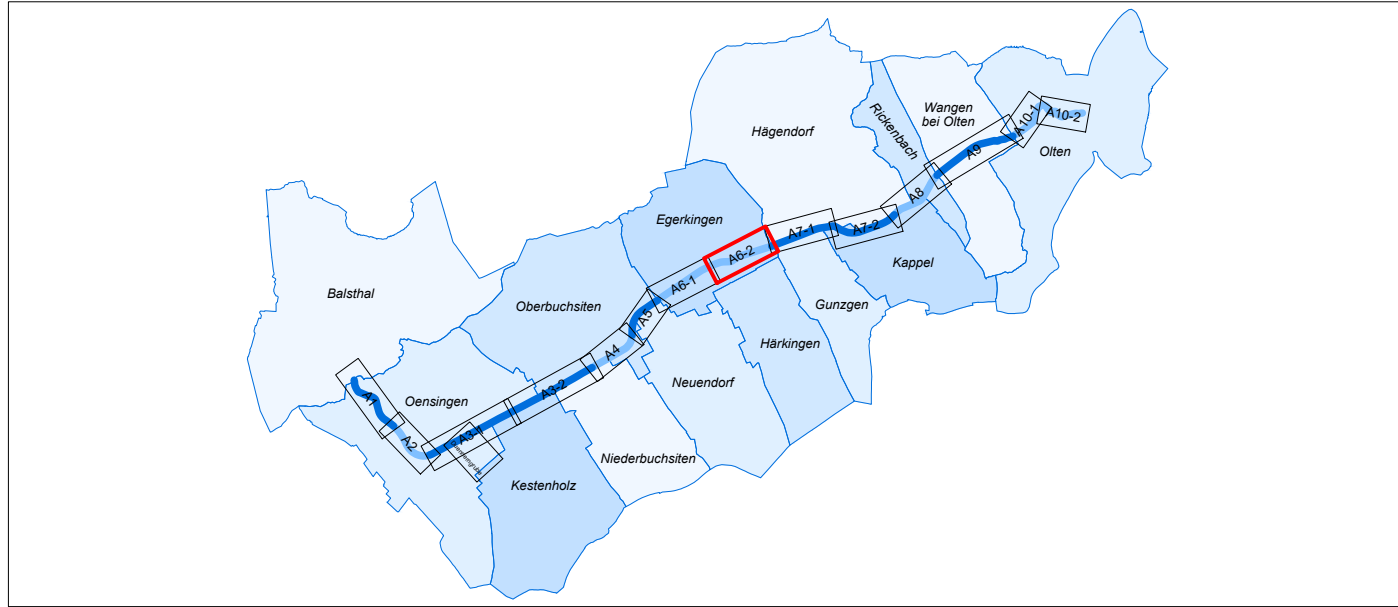 Hägendorf
Rickenbach
Wangen
bei Olten
A10-1
A10-2
Olten
A9
A8
Egerkingen
A7-1
A7-2
A6-2
Kappel
A6-1
Balsthal
Oberbuchsiten
A5
Gunzgen
Härkingen
A4
Neuendorf
A3-2
A1
Oensingen
A2
A3-1
Niederbuchsiten
Kestenholz